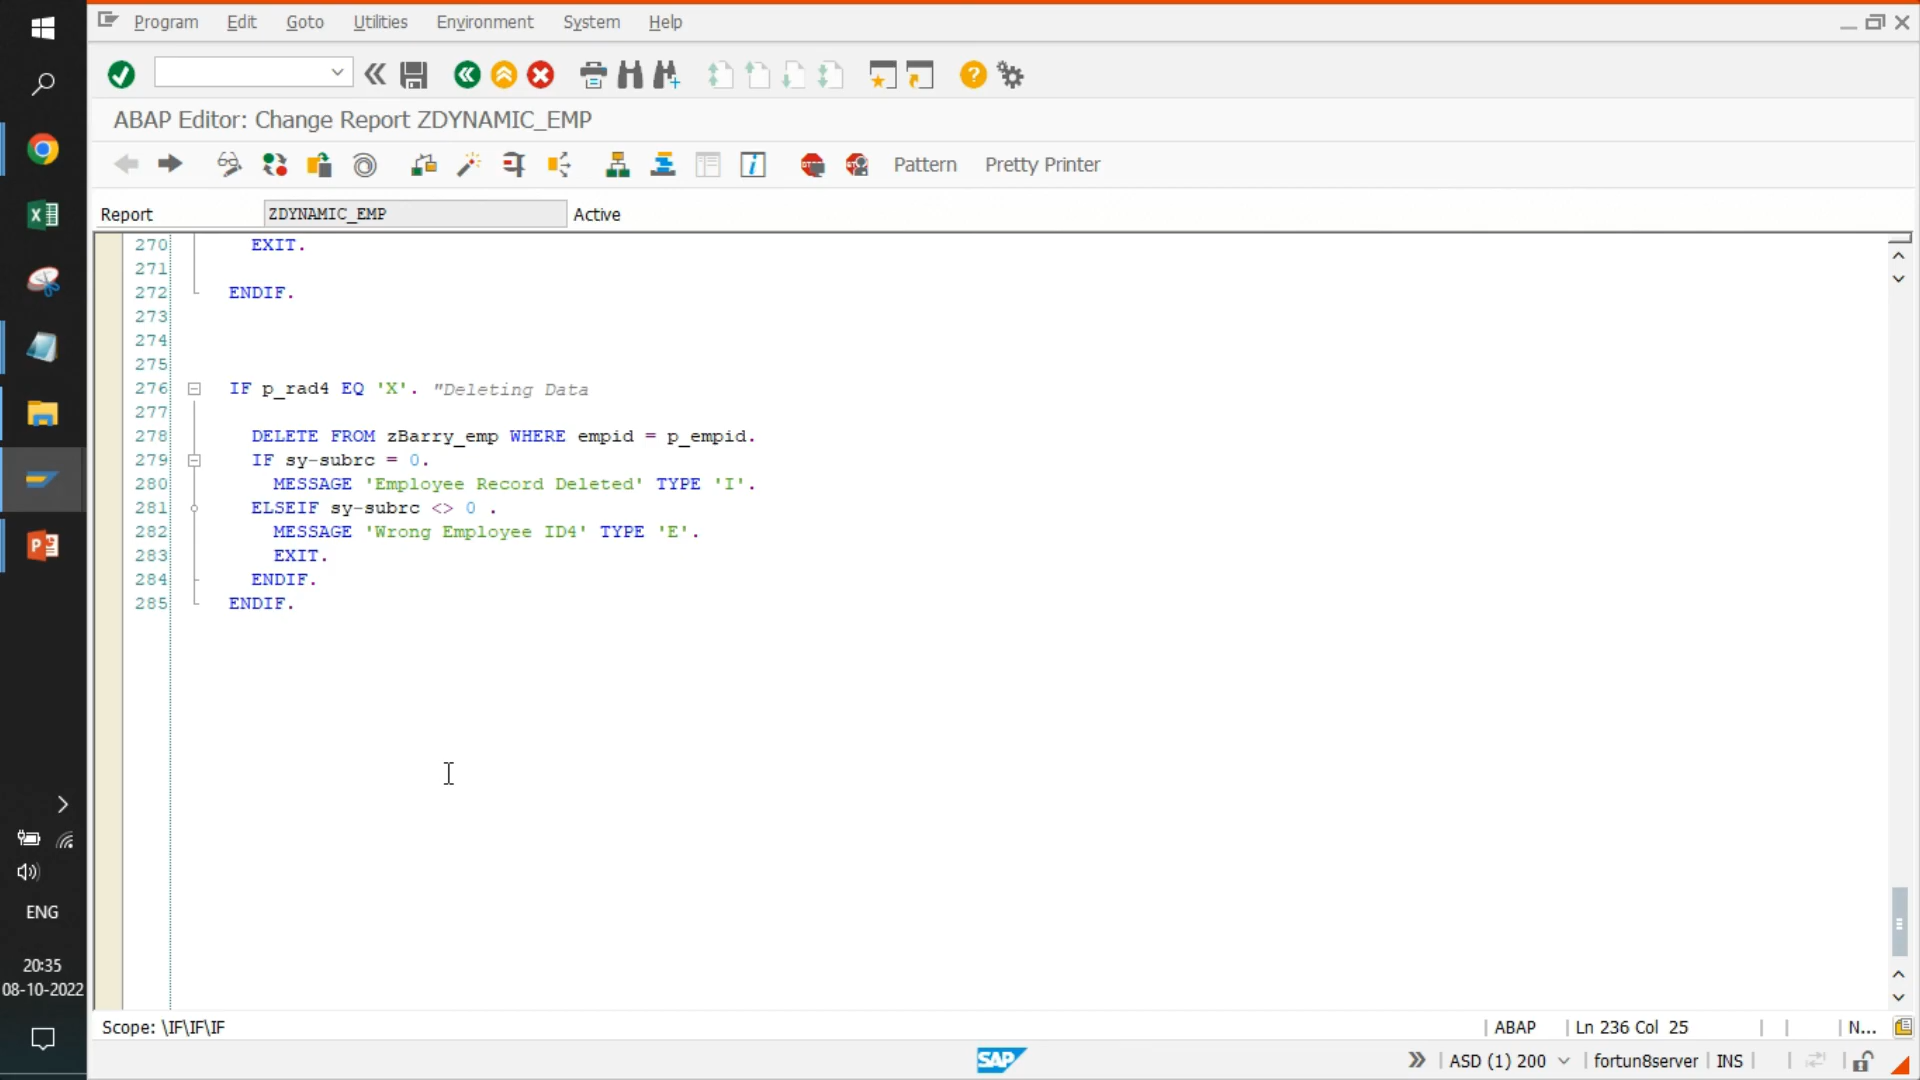 Program Edit Goto Utilities Environment System Help
ABAP Editor: Change Report ZDYNAMIC_EMP
Pattern Pretty Printer
Report ZDYNAMIC_EMP Active
270 EXIT.
271
272 ENDIF.
273
274
275
276 IF p_rad4 EQ 'X'. "Deleting Data
277
278 DELETE FROM zBarry_emp WHERE empid = p_empid.
279 IF sy-subrc = 0.
280 MESSAGE 'Employee Record Deleted' TYPE 'I'.
281 ELSEIF sy-subrc <> 0 .
282 MESSAGE 'Wrong Employee ID4' TYPE 'E'.
283 EXIT.
284 ENDIF.
285 ENDIF.
ENG
20:35
08-10-2022
Scope: \IF\IF\IF ABAP Ln 236 Col 25 N...
SAP ASD (1) 200 fortun8server INS